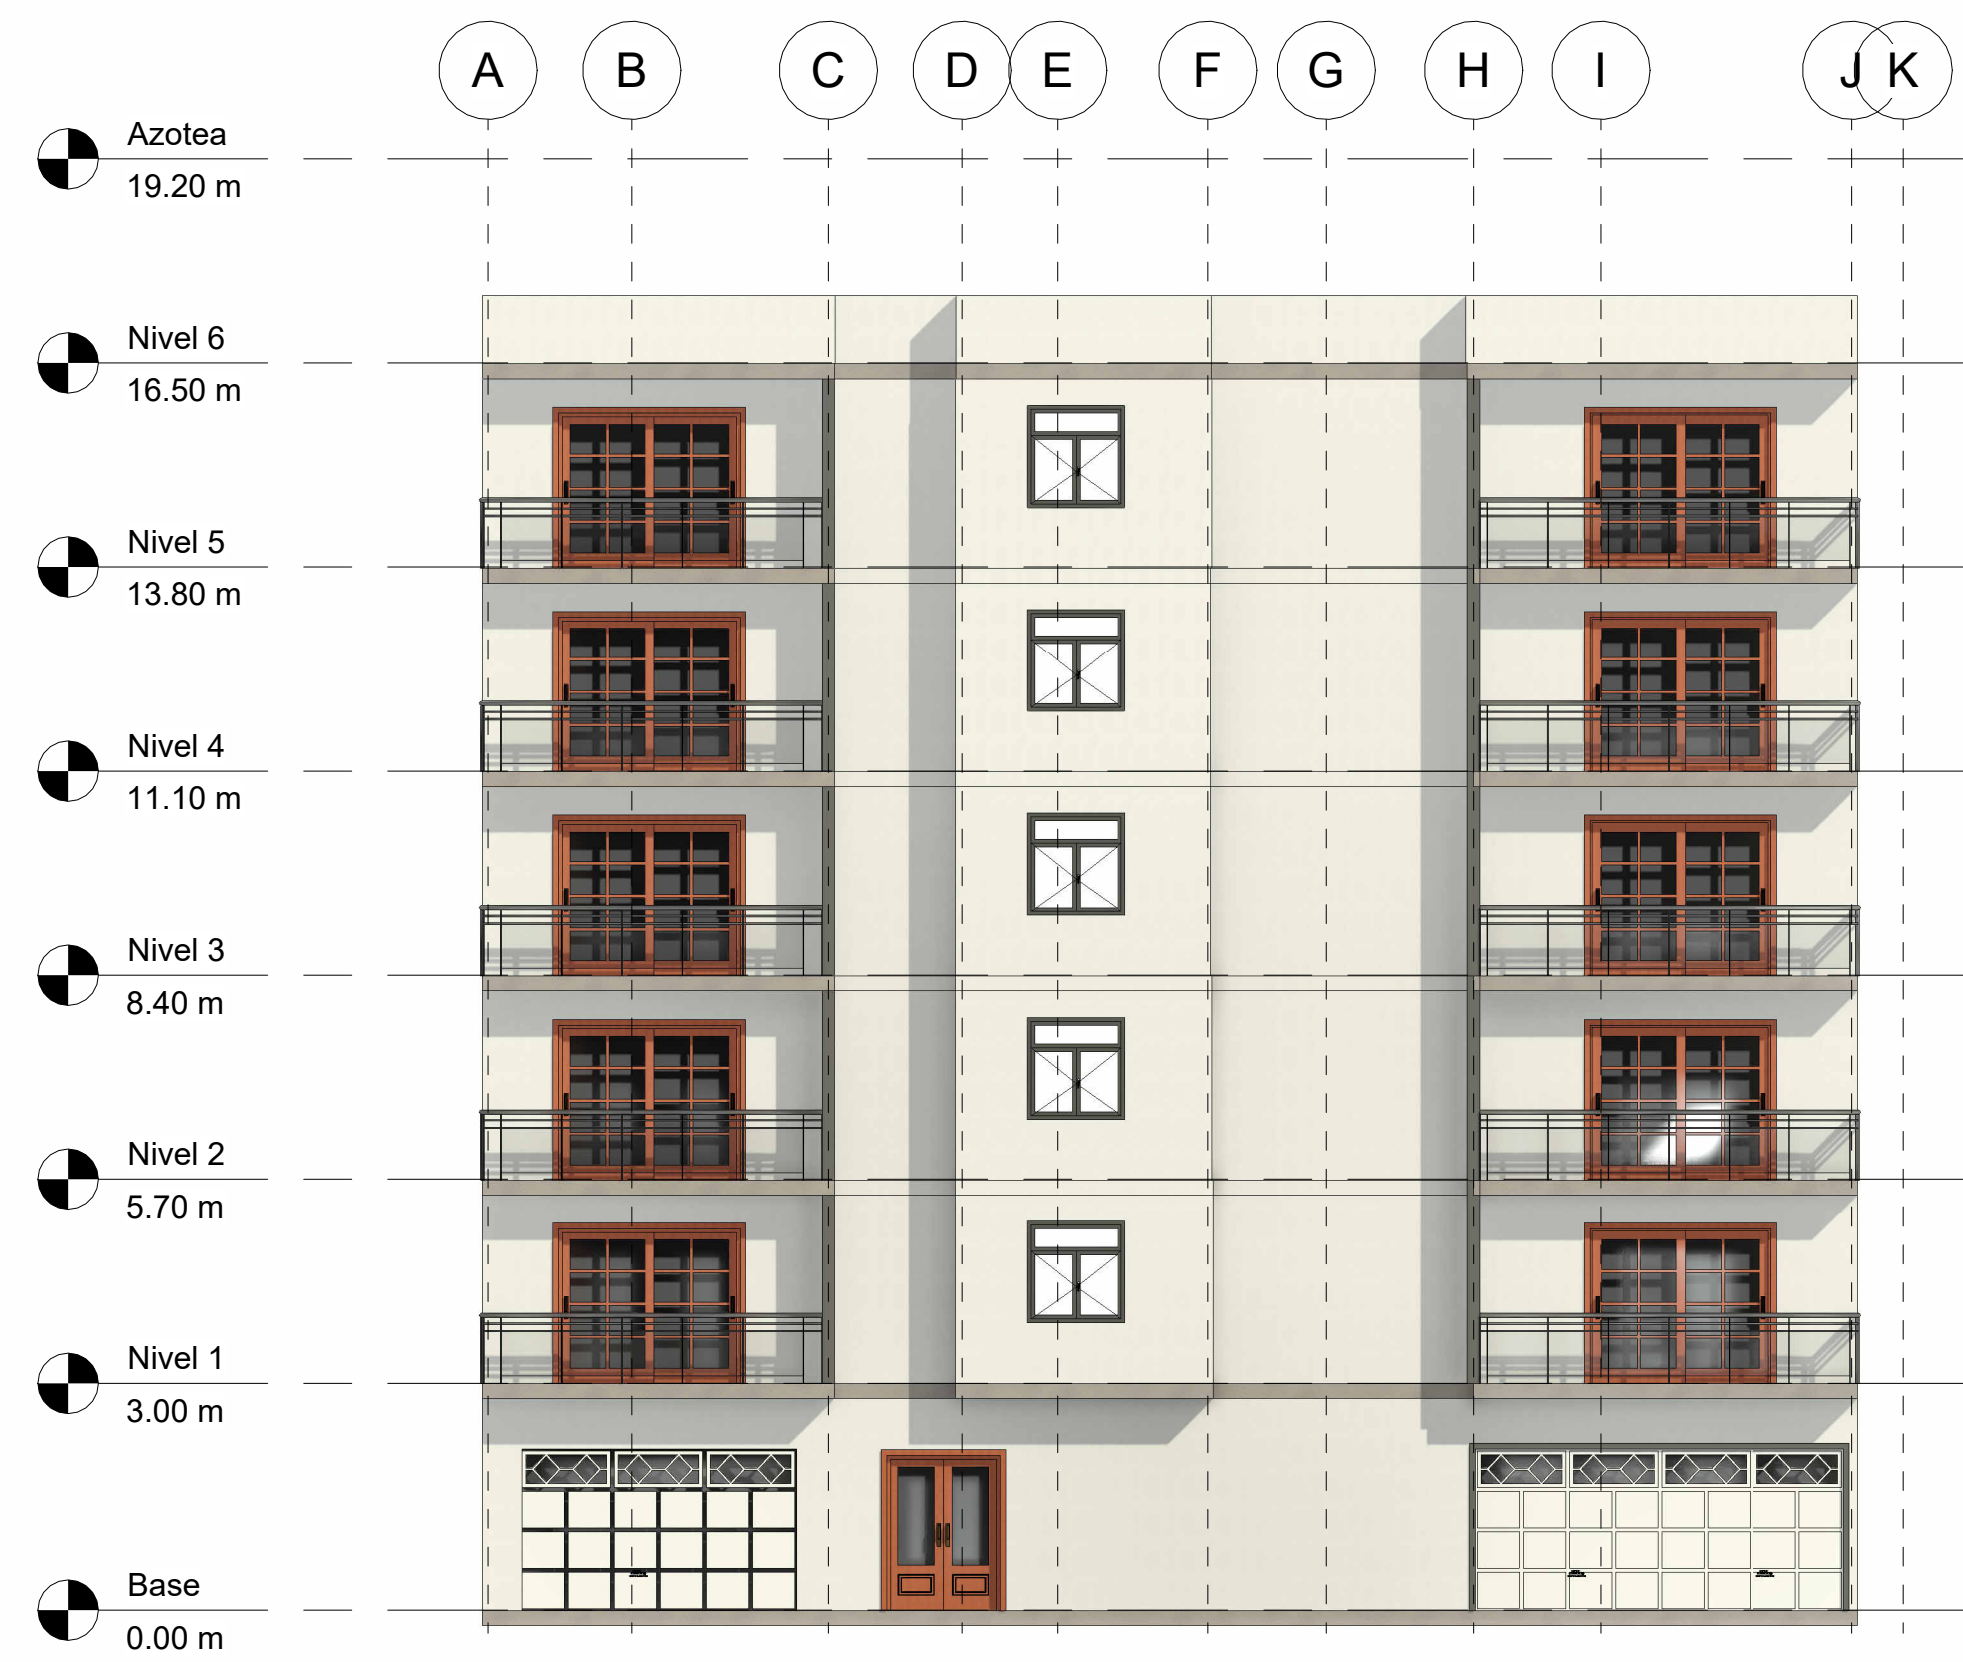 A B C D E F G H I J K
Azotea
19.20 m
Nivel 6
16.50 m
Nivel 5
13.80 m
Nivel 4
11.10 m
Nivel 3
8.40 m
Nivel 2
5.70 m
Nivel 1
3.00 m
Base
0.00 m